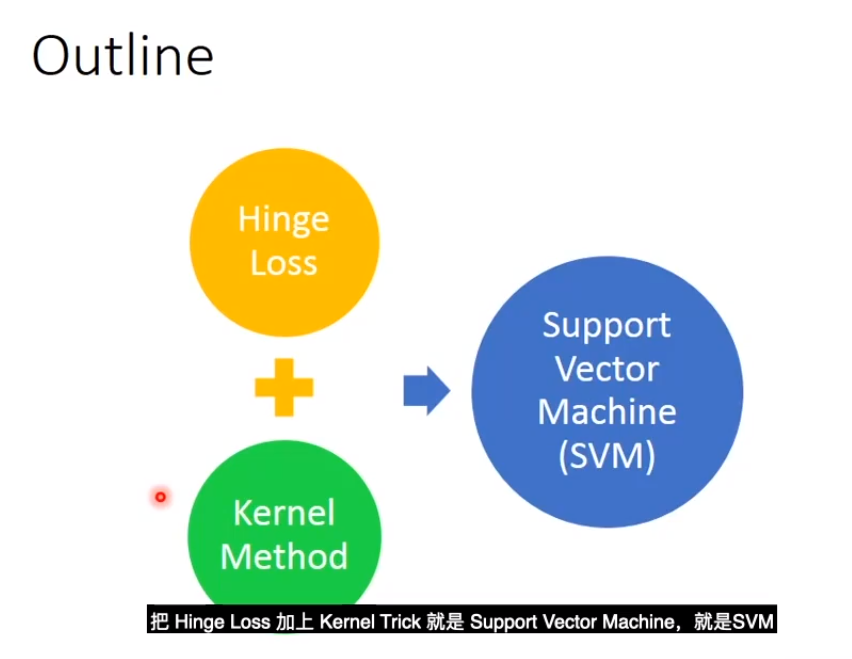 Outline
Hinge
Loss
Support
Vector
Machine
(SVM)
Kernel
Method
把 Hinge Loss 加上 Kernel Trick 就是 Support Vector Machine，就是SVM